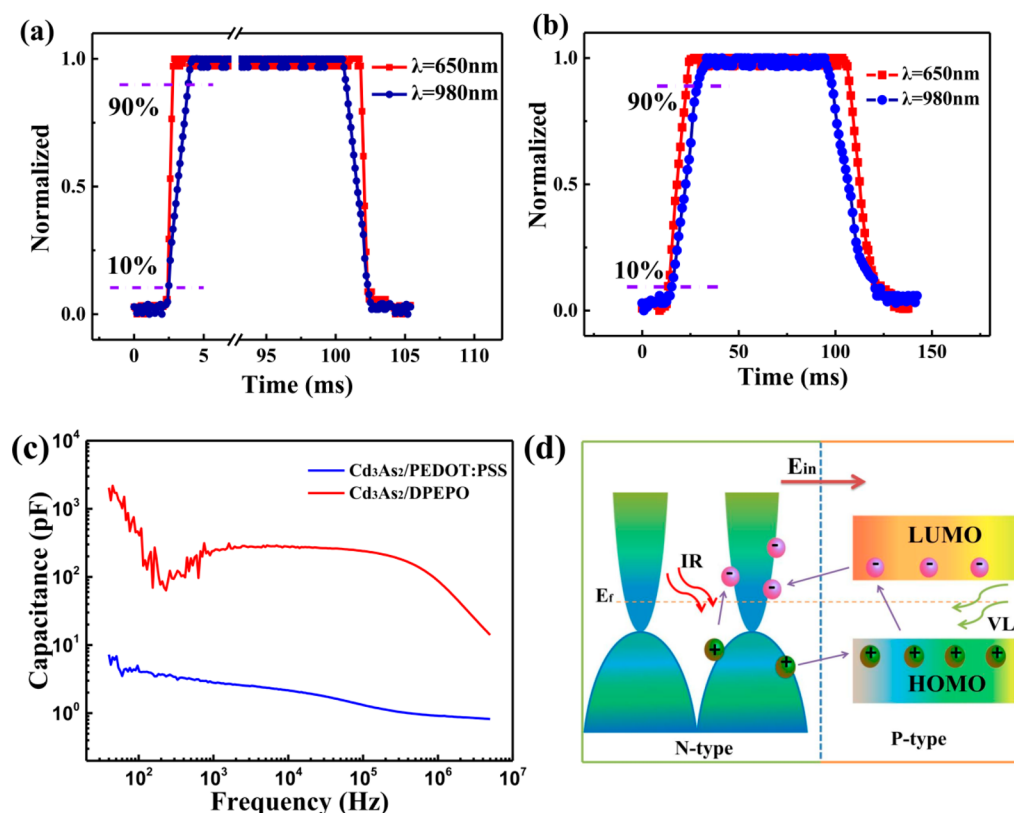 (a)
1.0
0.5
0.0
Normalized
90%
10%
λ=650nm
λ=980nm
0
5
95
100
105
110
Time (ms)
(b)
1.0
0.5
0.0
Normalized
90%
10%
λ=650nm
λ=980nm
0
50
100
150
Time (ms)
(c)
10⁴
10³
10²
10¹
10⁰
Capacitance (pF)
Cd₃As₂/PEDOT:PSS
Cd₃As₂/DPEPO
10²
10³
10⁴
10⁵
10⁶
10⁷
Frequency (Hz)
(d)
Ein
LUMO
IR
Ef
VL
HOMO
N-type
P-type